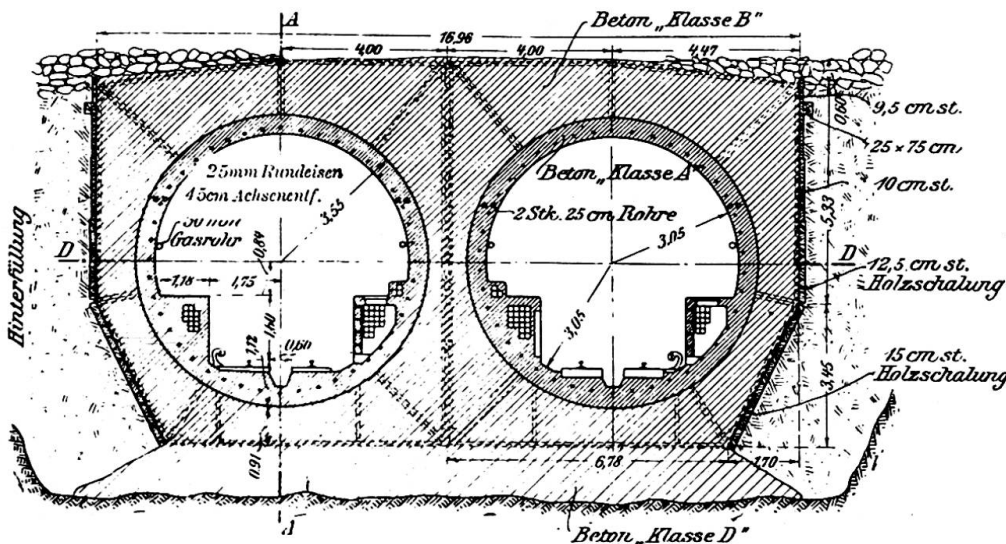 A
Beton „Klasse B"
16,96
4,00
4,00
4,47
0,60
9,5 cm st.
25 × 75 cm
10 cm st.
5,33
25 mm Rundeisen
45 cm Achsenentf.
3,55
Beton „Klasse A"
2 Stk. 25 cm Rohre
3,05
Gasrohr
D
D
0,84
1,18
1,75
1,60
1,12
0,60
3,05
12,5 cm st.
Holzschalung
Hinterfüllung
15 cm st.
Holzschalung
3,45
0,91
6,78
1,70
A
Beton „Klasse D"